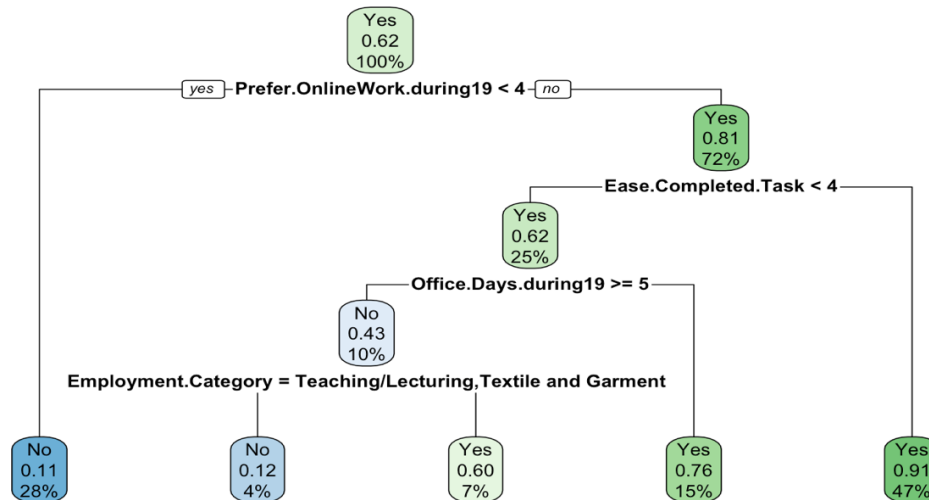 Yes
0.62
100%
yes Prefer.OnlineWork.during19 < 4 no
Yes
0.81
72%
Ease.Completed.Task < 4
Yes
0.62
25%
Office.Days.during19 >= 5
No
0.43
10%
Employment.Category = Teaching/Lecturing,Textile and Garment
No
0.11
28%
No
0.12
4%
Yes
0.60
7%
Yes
0.76
15%
Yes
0.91
47%